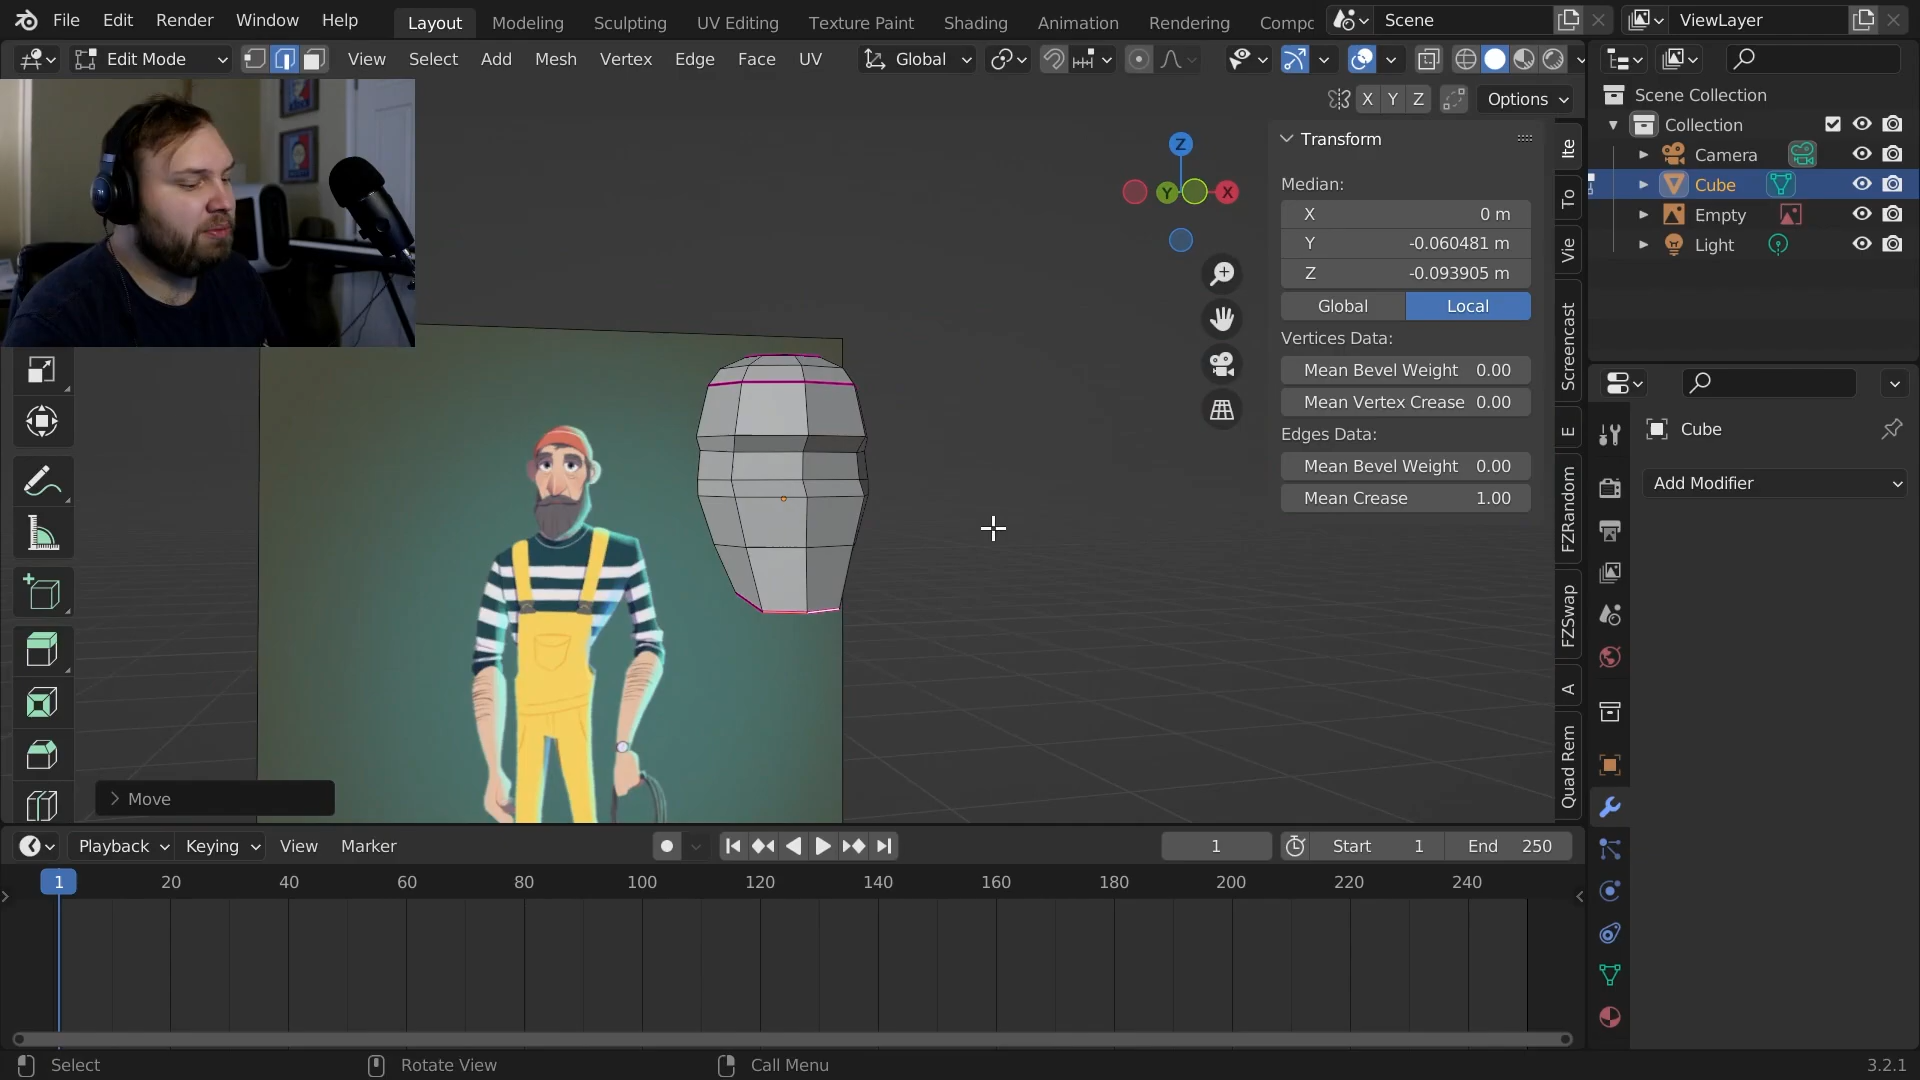 File Edit Render Window Help Layout Modeling Sculpting UV Editing Texture Paint Shading Animation Rendering Compo Scene ViewLayer
Edit Mode View Select Add Mesh Vertex Edge Face UV Global
X Y Z Options
Scene Collection
Collection
Camera
Cube
Empty
Light
Z
Y
X
Transform
Median:
X 0 m
Y -0.060481 m
Z -0.093905 m
Global Local
Vertices Data:
Mean Bevel Weight 0.00
Mean Vertex Crease 0.00
Edges Data:
Mean Bevel Weight 0.00
Mean Crease 1.00
Ite
To
Vie
Screencast
E
FZRandom
FZSwap
A
Quad Rem
Cube
Add Modifier
Move
Playback Keying View Marker 1 Start 1 End 250
1 20 40 60 80 100 120 140 160 180 200 220 240
Select Rotate View Call Menu 3.2.1